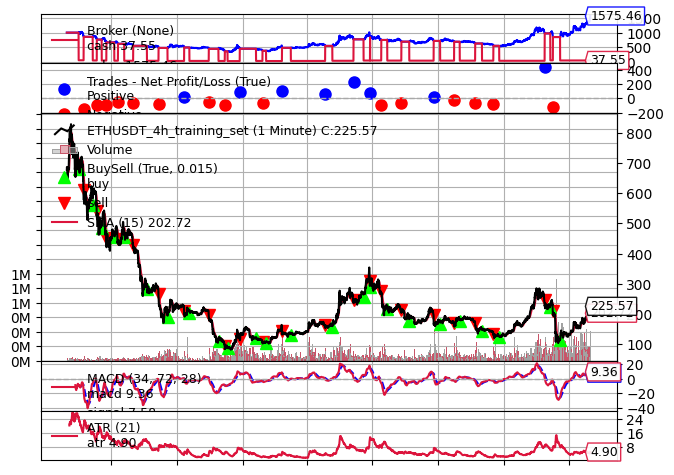 Broker (None)
cash 37.55
1575.46
1000
500
0
37.55
Trades - Net Profit/Loss (True)
Positive
400
200
0
−200
ETHUSDT_4h_training_set (1 Minute) C:225.57
Volume
BuySell (True, 0.015)
buy
sell
SMA (15) 202.72
800
700
600
500
400
300
225.57
100
1M
1M
1M
0M
0M
0M
0M
MACD (34, 72, 28)
macd 9.36
signal 7.58
20
9.36
0
−20
−40
ATR (21)
atr 4.90
24
16
8
4.90